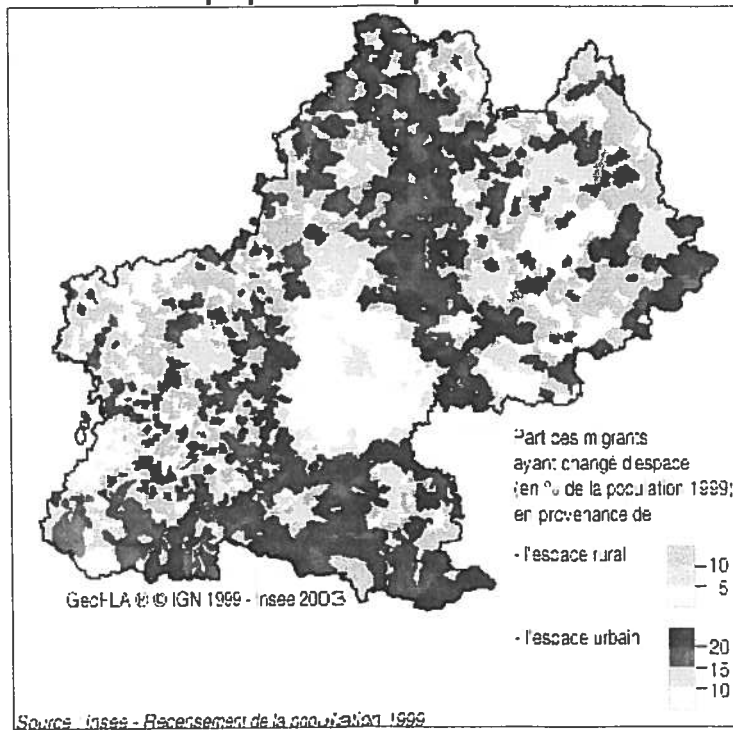 Part des migrants
ayant changé d'espace
(en % de la population 1999)
en provenance de
- l'espace rural
10
5
GeoFLA ® © IGN 1999 - Insee 2003
- l'espace urbain
20
15
10
Source : Insee - Recensement de la population 1999